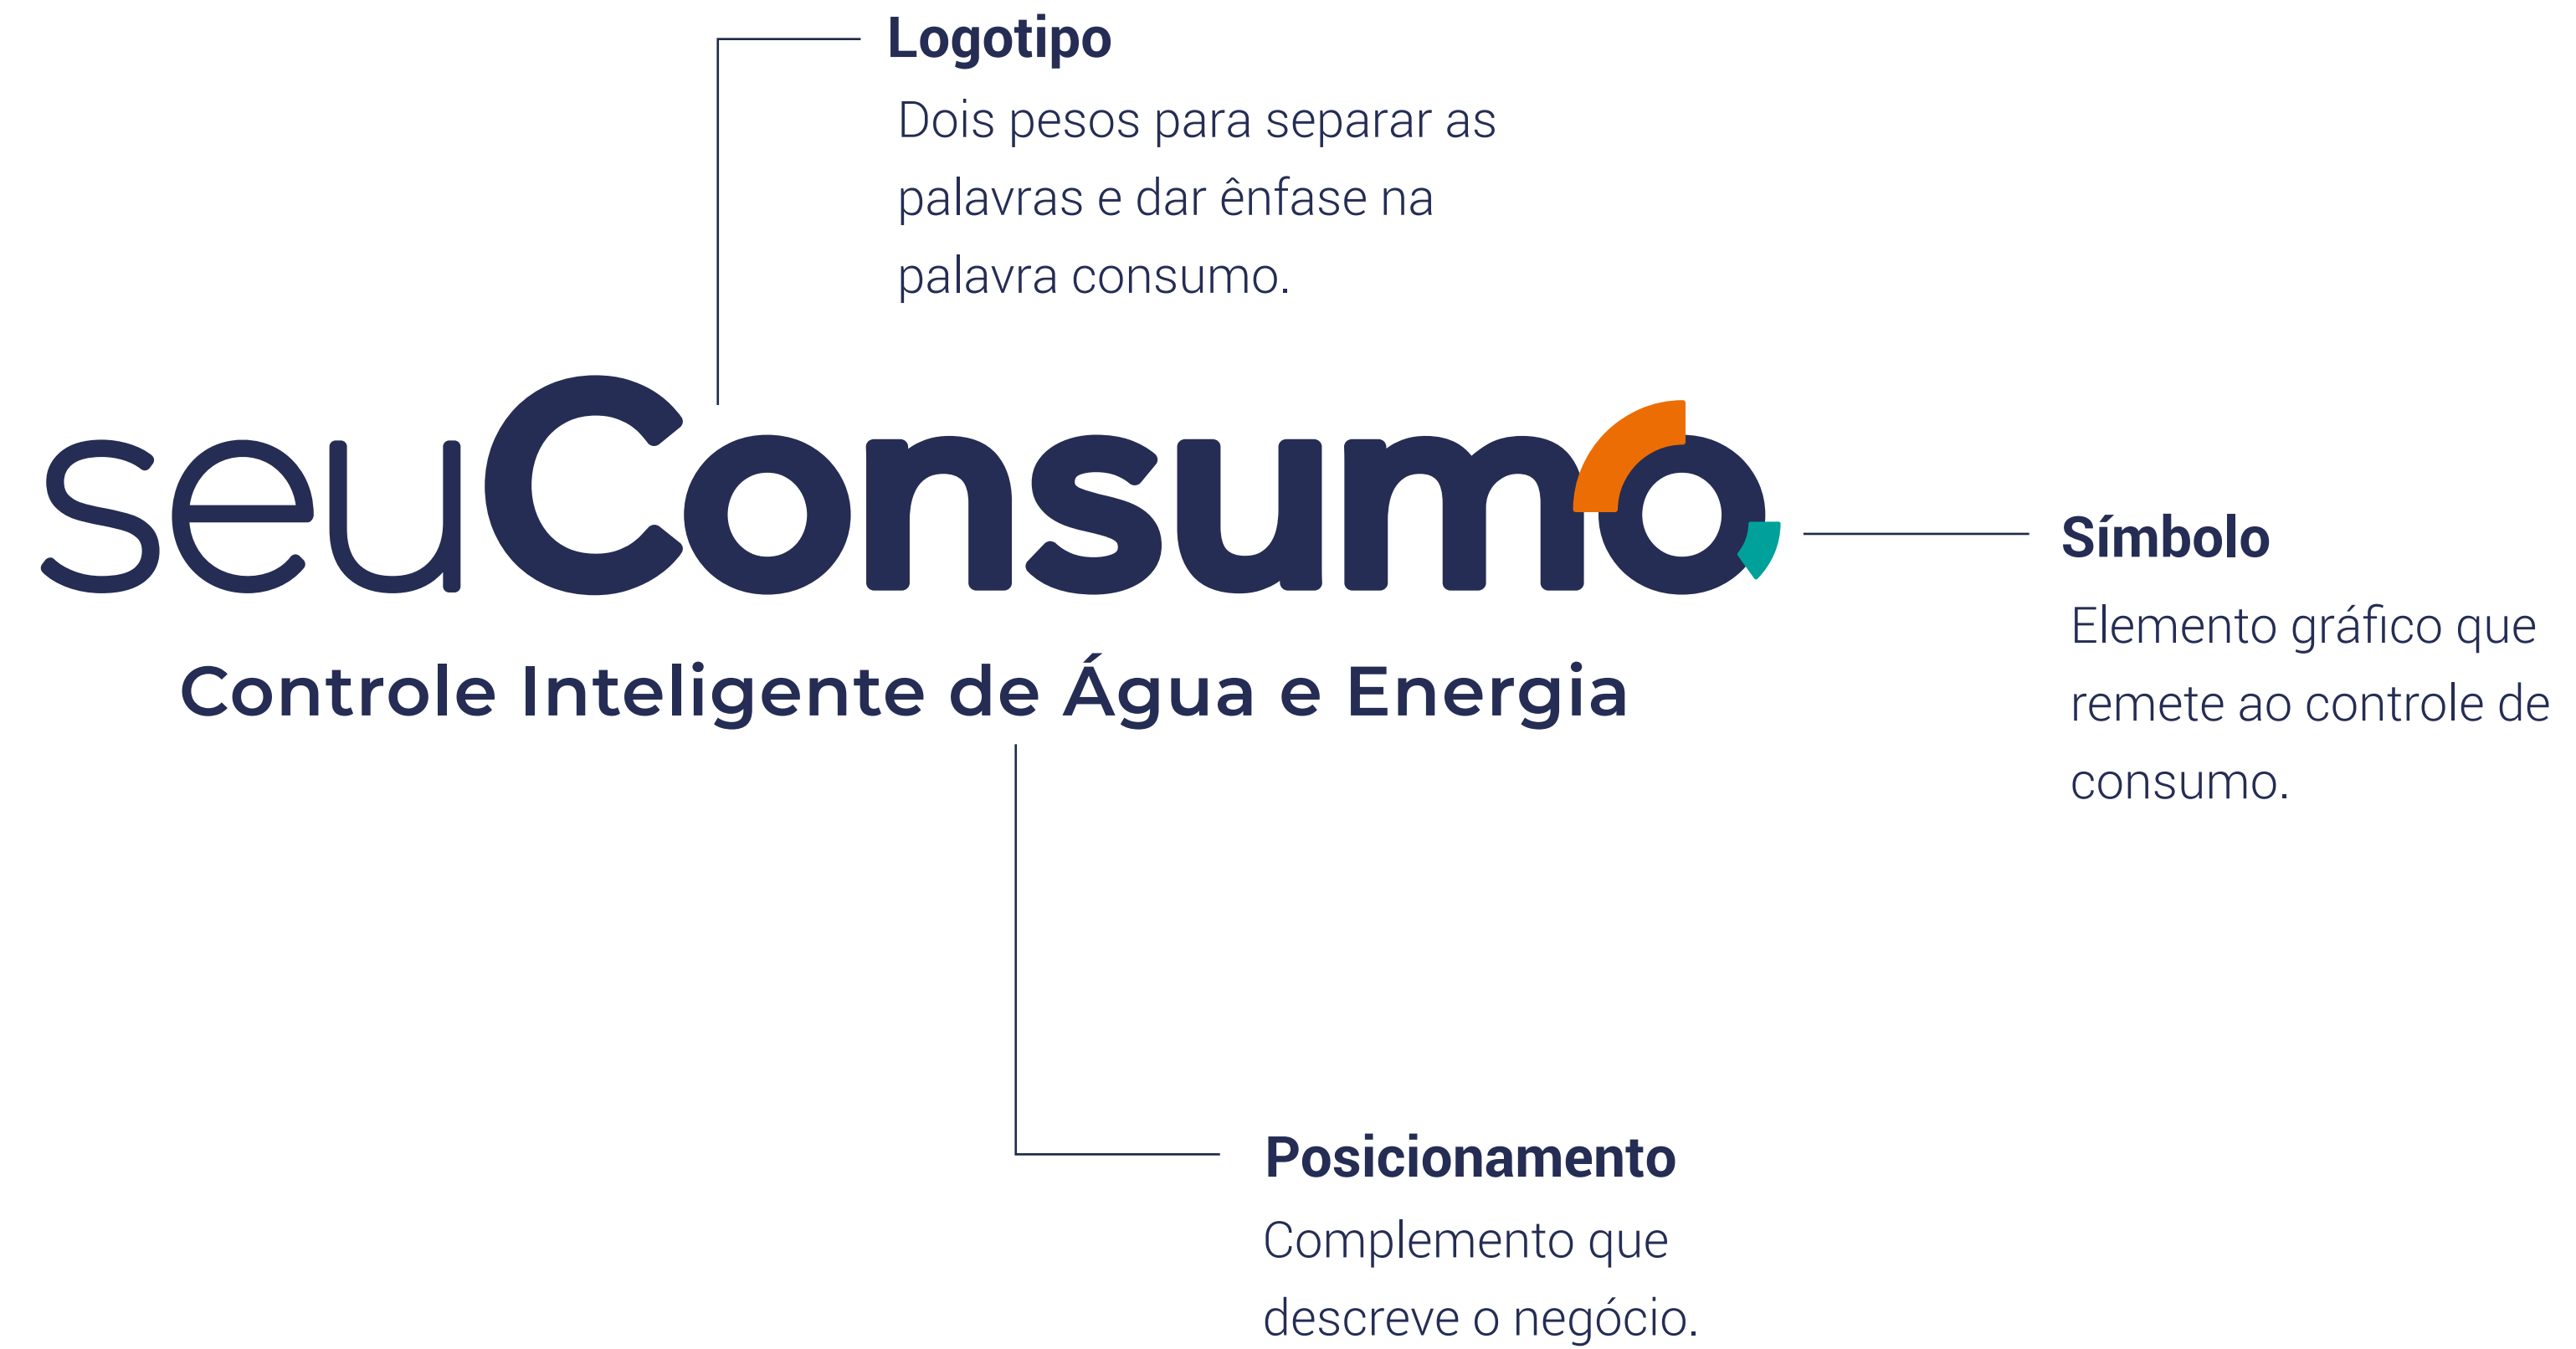 Logotipo
Dois pesos para separar as
palavras e dar ênfase na
palavra consumo.
seuConsumo
Controle Inteligente de Água e Energia
Símbolo
Elemento gráfico que
remete ao controle de
consumo.
Posicionamento
Complemento que
descreve o negócio.